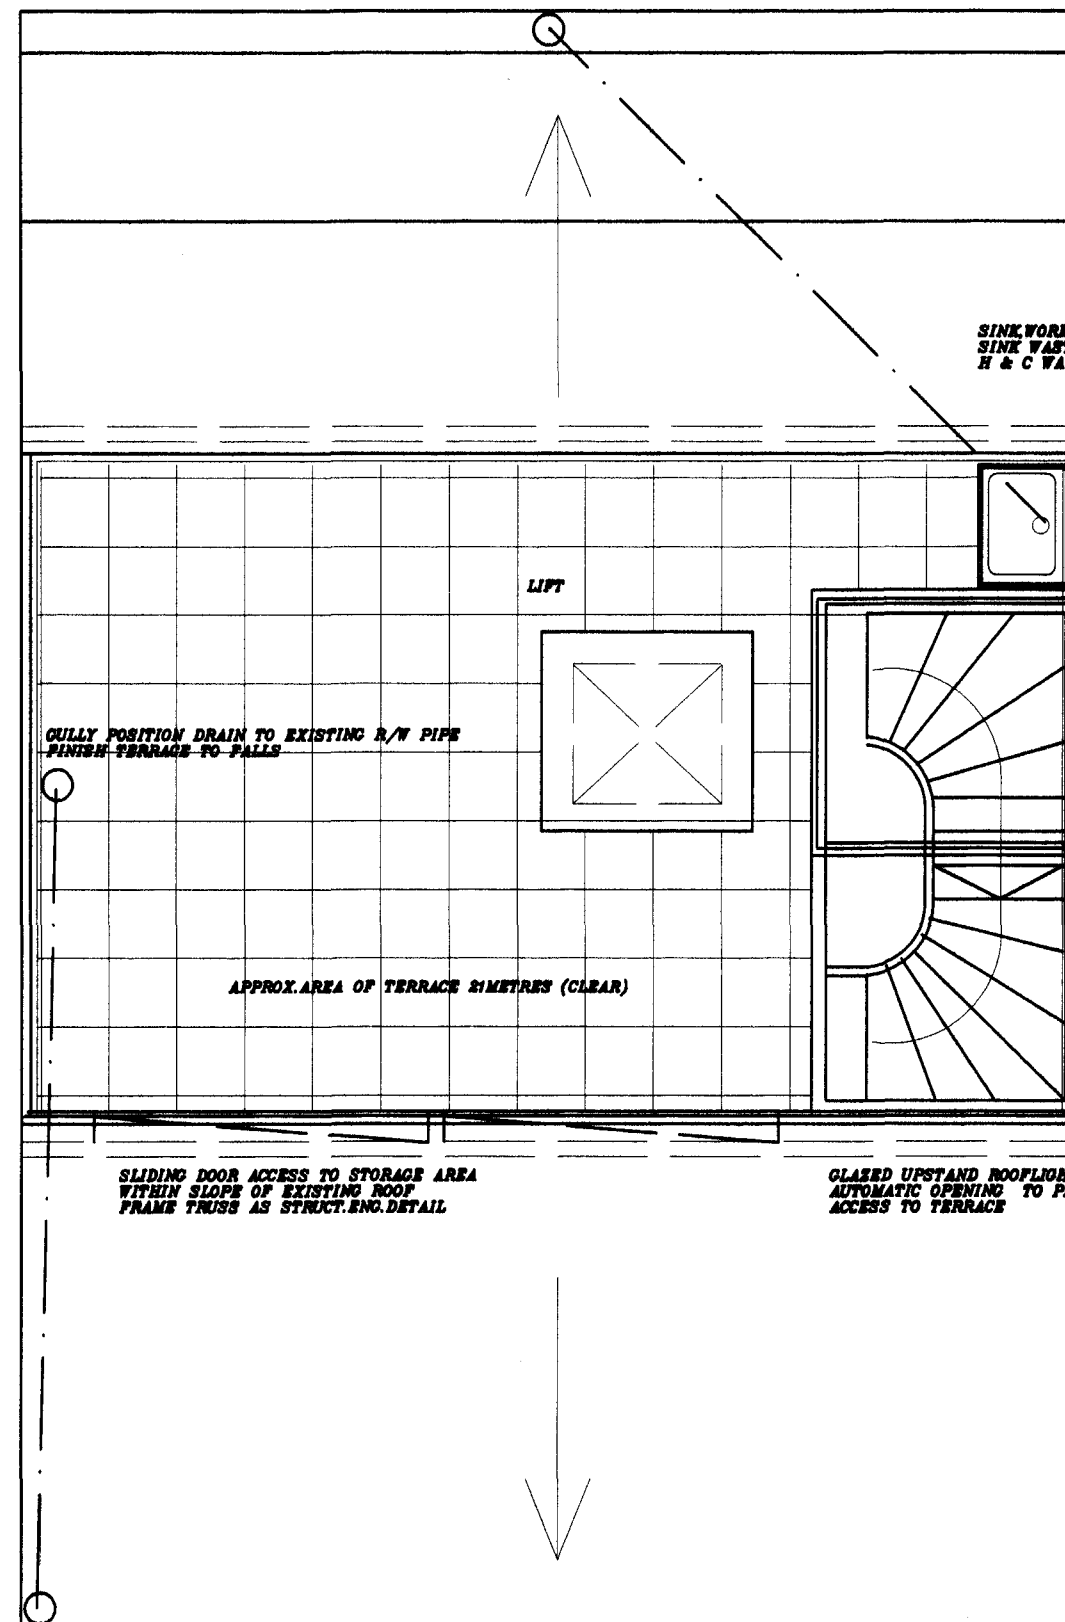 SINK,WORK
SINK WAST
H & C WA
LIFT
GULLY POSITION DRAIN TO EXISTING R/W PIPE
FINISH TERRACE TO FALLS
APPROX.AREA OF TERRACE 21METRES (CLEAR)
SLIDING DOOR ACCESS TO STORAGE AREA
WITHIN SLOPE OF EXISTING ROOF
FRAME TRUSS AS STRUCT.ENG.DETAIL
GLAZED UPSTAND ROOFLIGH
AUTOMATIC OPENING TO P
ACCESS TO TERRACE